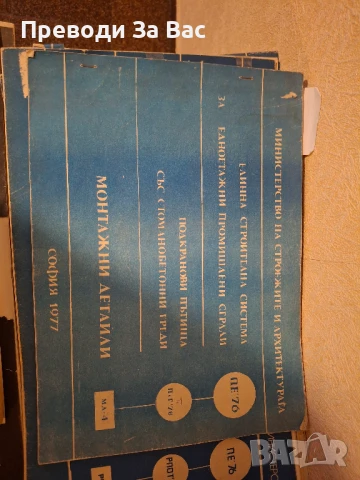 Преводи За Вас
МИНИСТЕРСТВО НА СТРОЕЖИТЕ И АРХИТЕКТУРАТА
ЕДИННА СТРОИТЕЛНА СИСТЕМА
ЗА ЕДНОЕТАЖНИ ПРОМИШЛЕНИ СГРАДИ
ПЕ 76
ПОДКРАНОВИ ПЪТИЩА
СЪС СТОМАНОБЕТОННИ ГРЕДИ
МОНТАЖНИ ДЕТАЙЛИ
СОФИЯ 1977
ПЕ 76
BAZAR